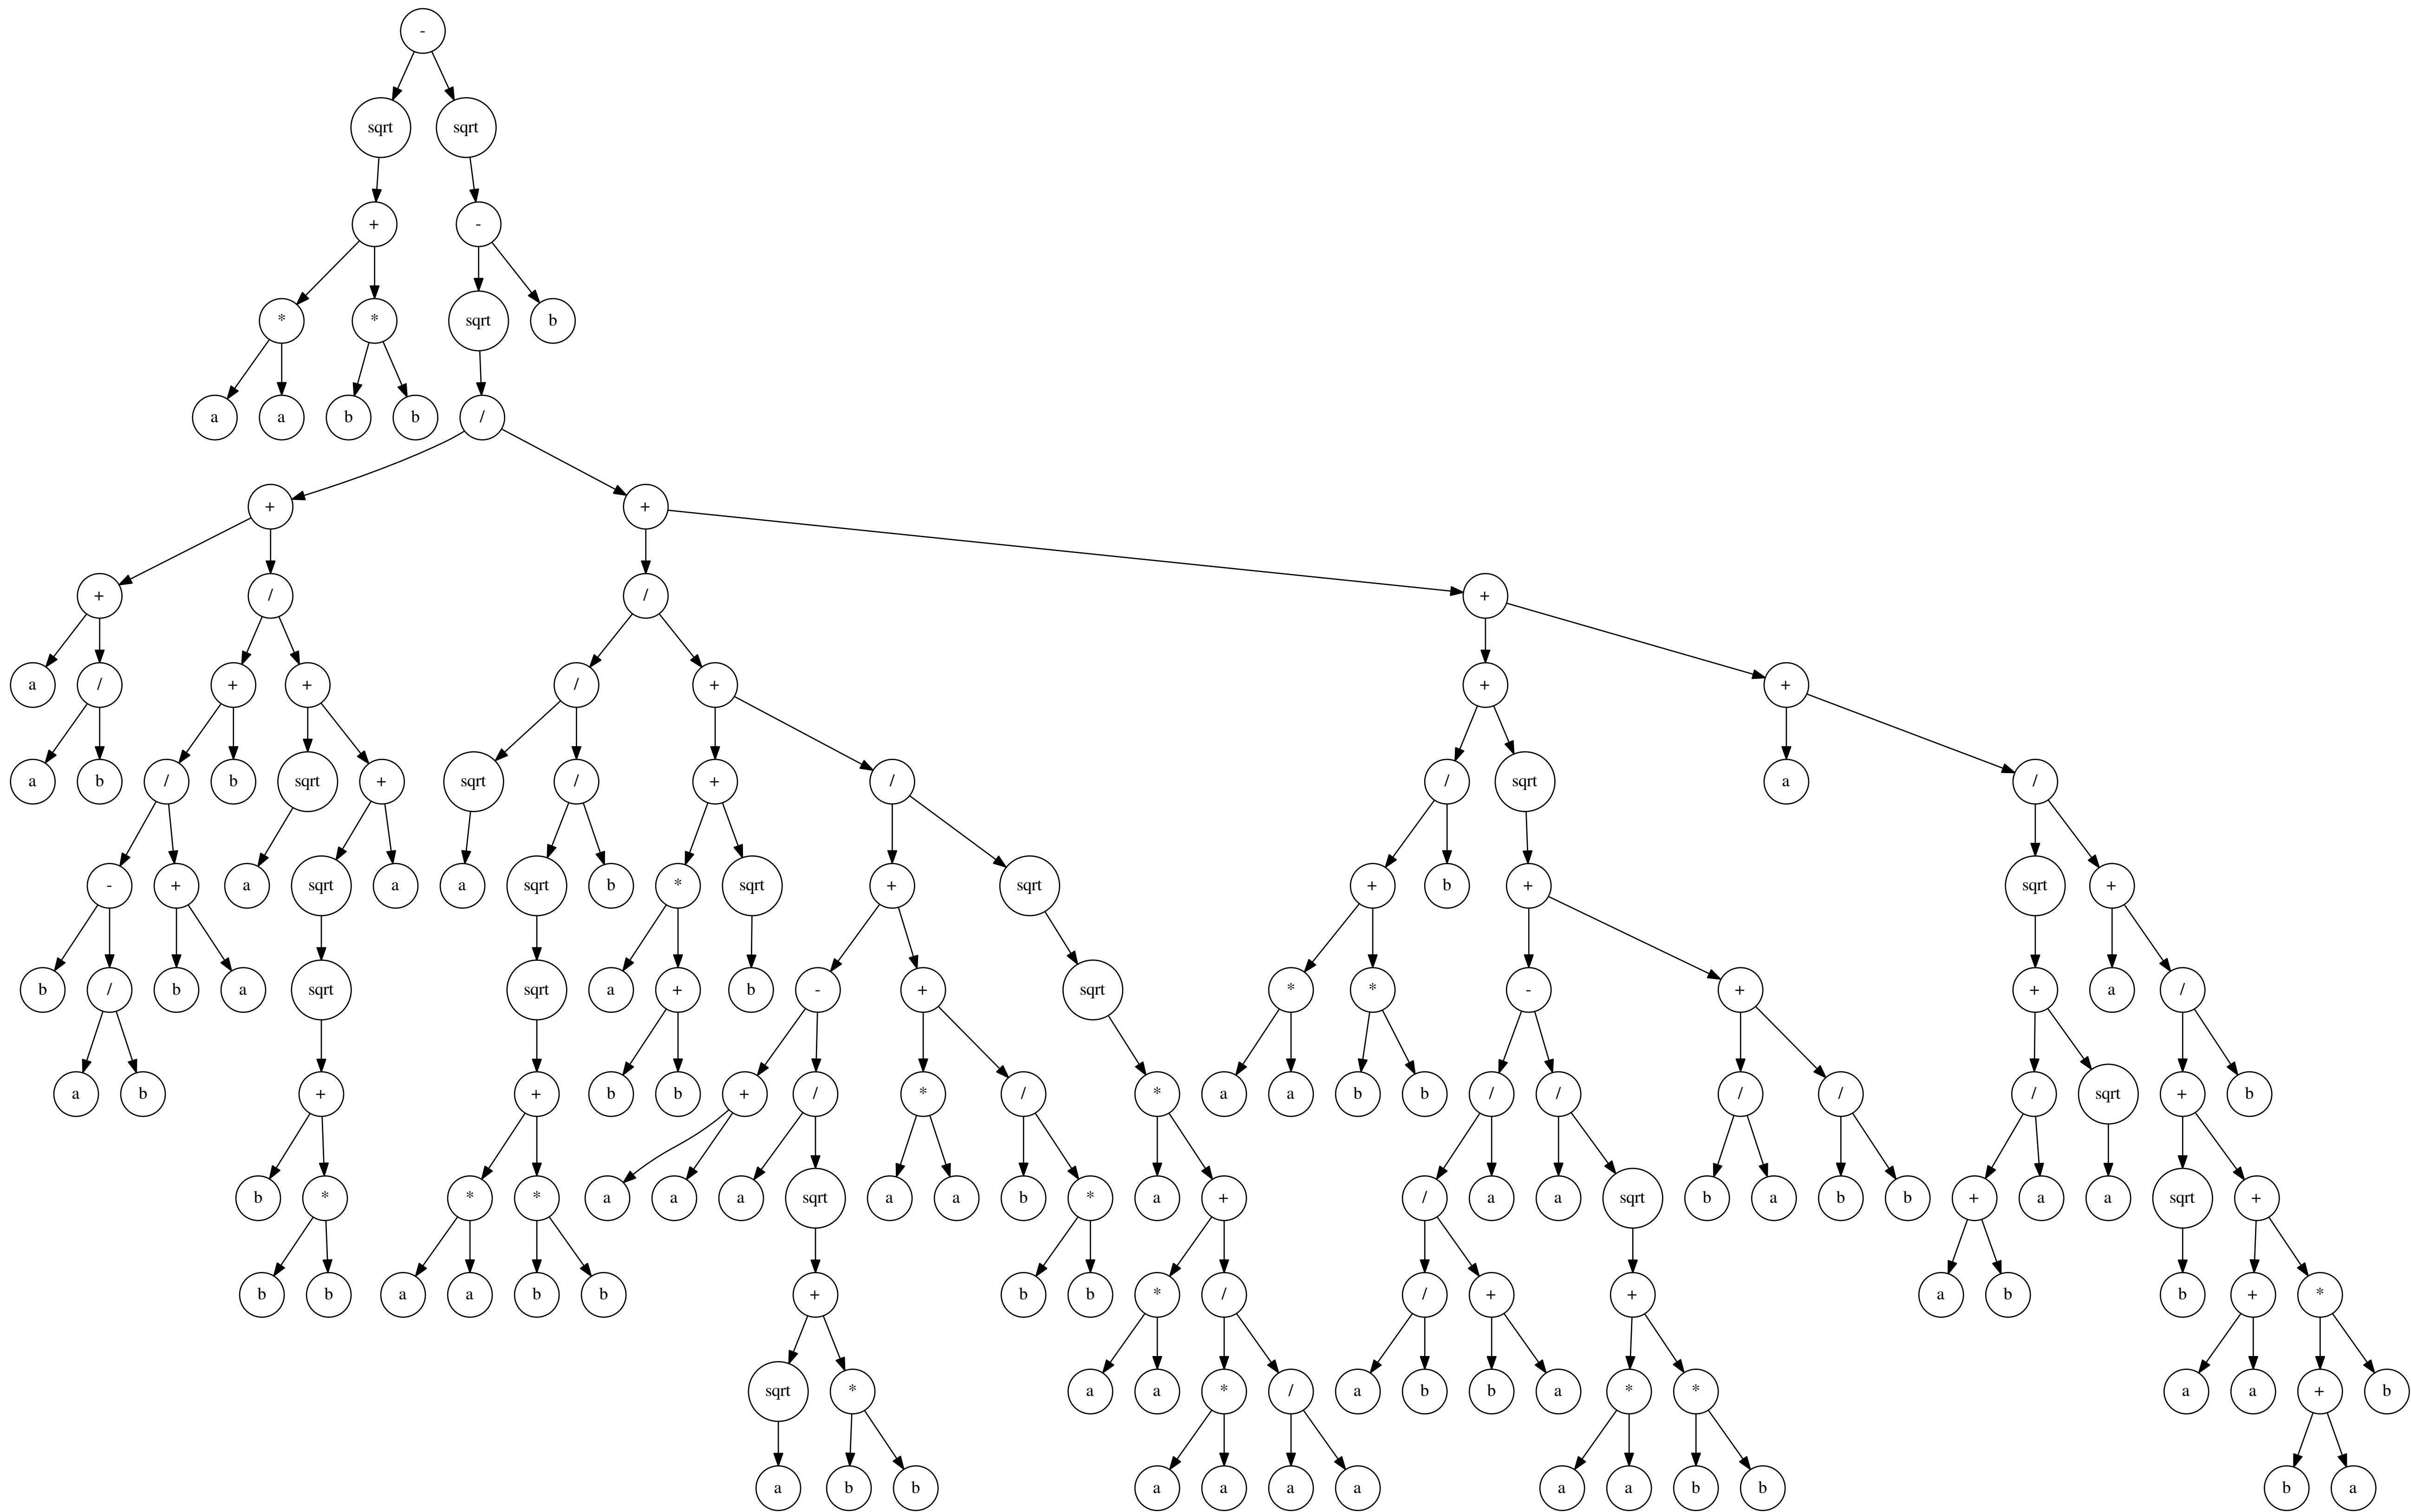 -
sqrt sqrt
+ -
* * sqrt b
a a b b /
+ +
+ / / +
a / + + / + + +
a b / b sqrt + sqrt / + / / sqrt a /
- + a sqrt a a sqrt b * sqrt + sqrt + b + sqrt +
b / b a sqrt sqrt a + b - + sqrt * * - + + a /
a b + + b b + / * / * a a b b / / / / / sqrt + b
b * * * a a a sqrt a a b * a + / a a sqrt b a b b + a a sqrt +
b b a a b b + b b * / / + + a b b + *
sqrt * a a * / a b b a * * a a + b
a b b a a a a a a b b b a